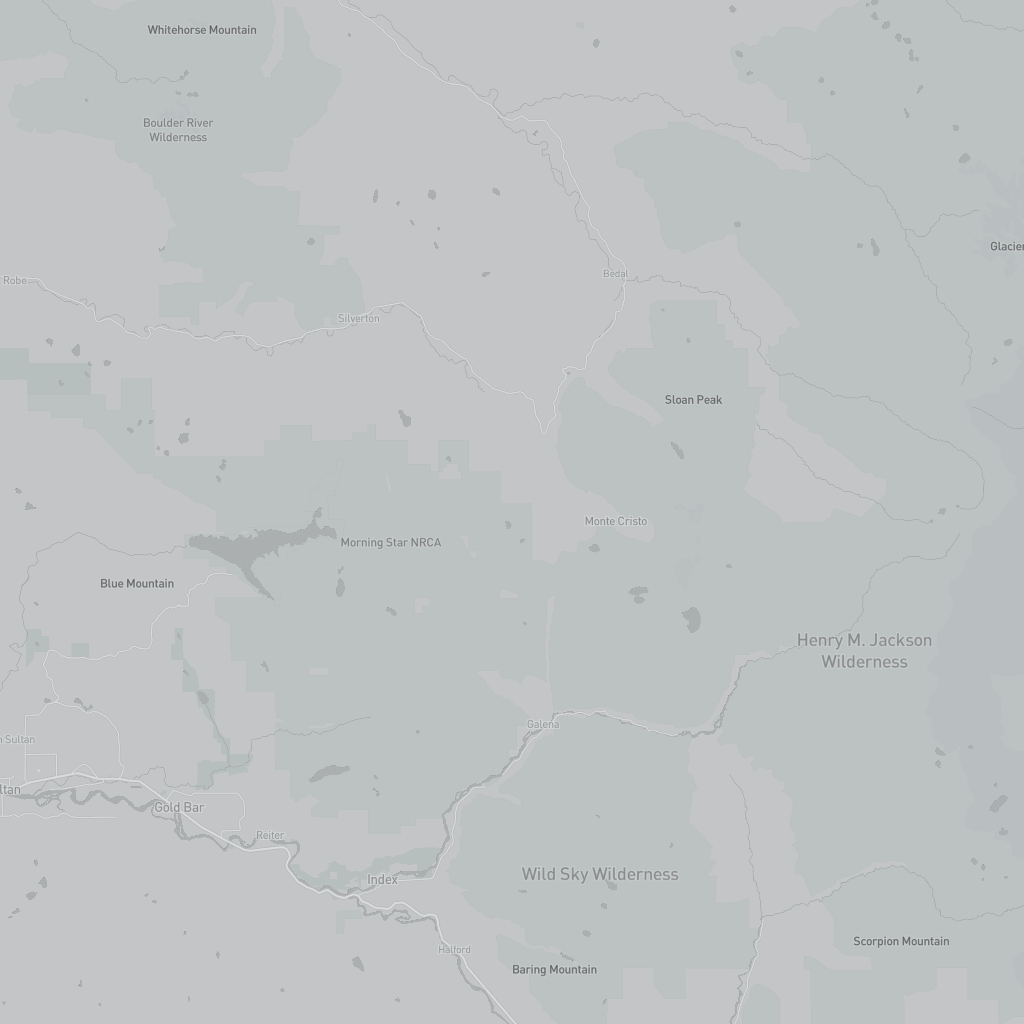 Whitehorse Mountain
Boulder River
Wilderness
Glacier
Bedal
Robe
Silverton
Sloan Peak
Monte Cristo
Morning Star NRCA
Blue Mountain
Henry M. Jackson
Wilderness
Galena
Sultan
ltan
Gold Bar
Reiter
Index
Wild Sky Wilderness
Scorpion Mountain
Halford
Baring Mountain